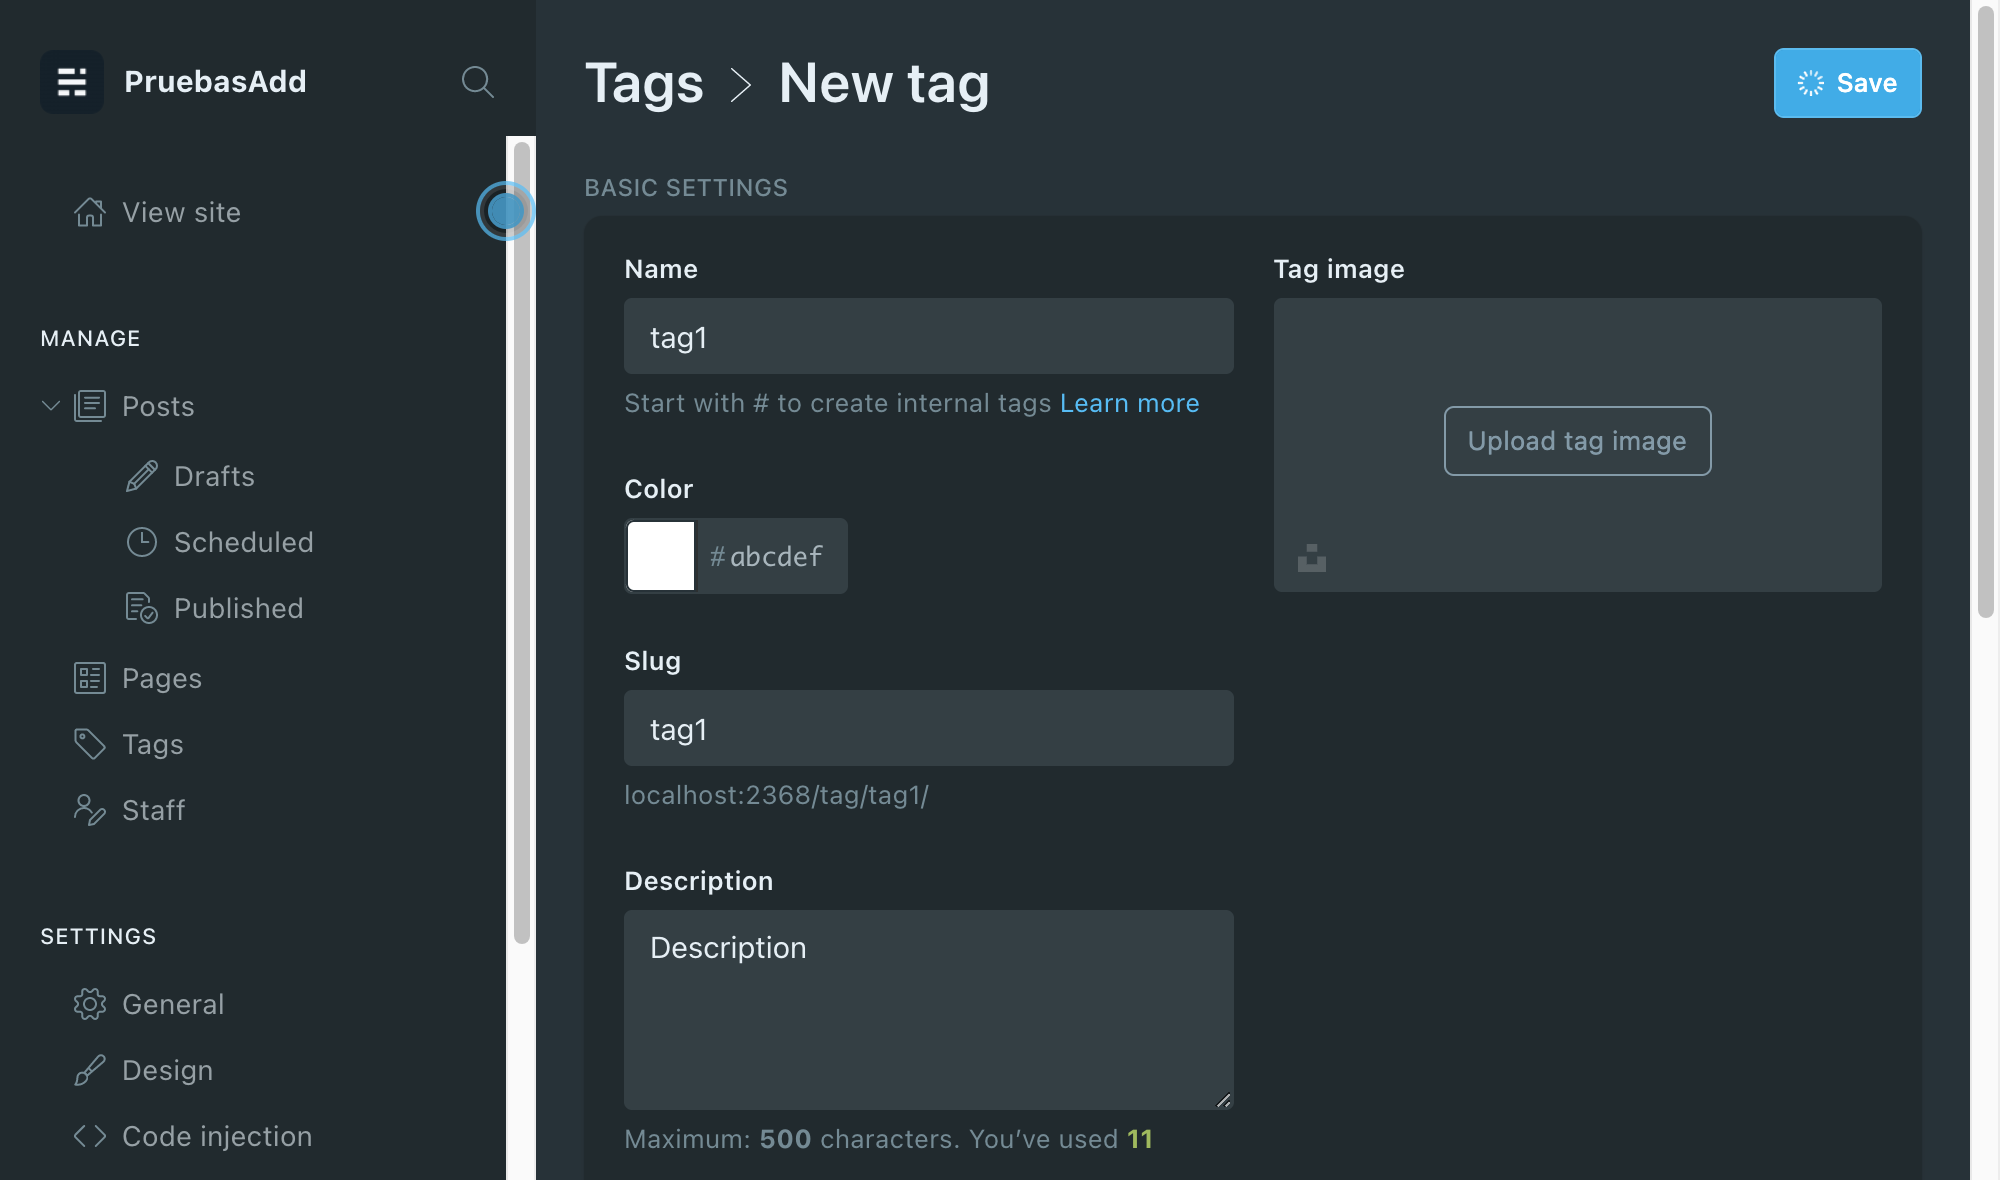 PruebasAdd
View site
MANAGE
Posts
Drafts
Scheduled
Published
Pages
Tags
Staff
SETTINGS
General
Design
Code injection
Tags > New tag
Save
BASIC SETTINGS
Name
tag1
Start with # to create internal tags Learn more
Color
#abcdef
Slug
tag1
localhost:2368/tag/tag1/
Description
Description
Maximum: 500 characters. You’ve used 11
Tag image
Upload tag image